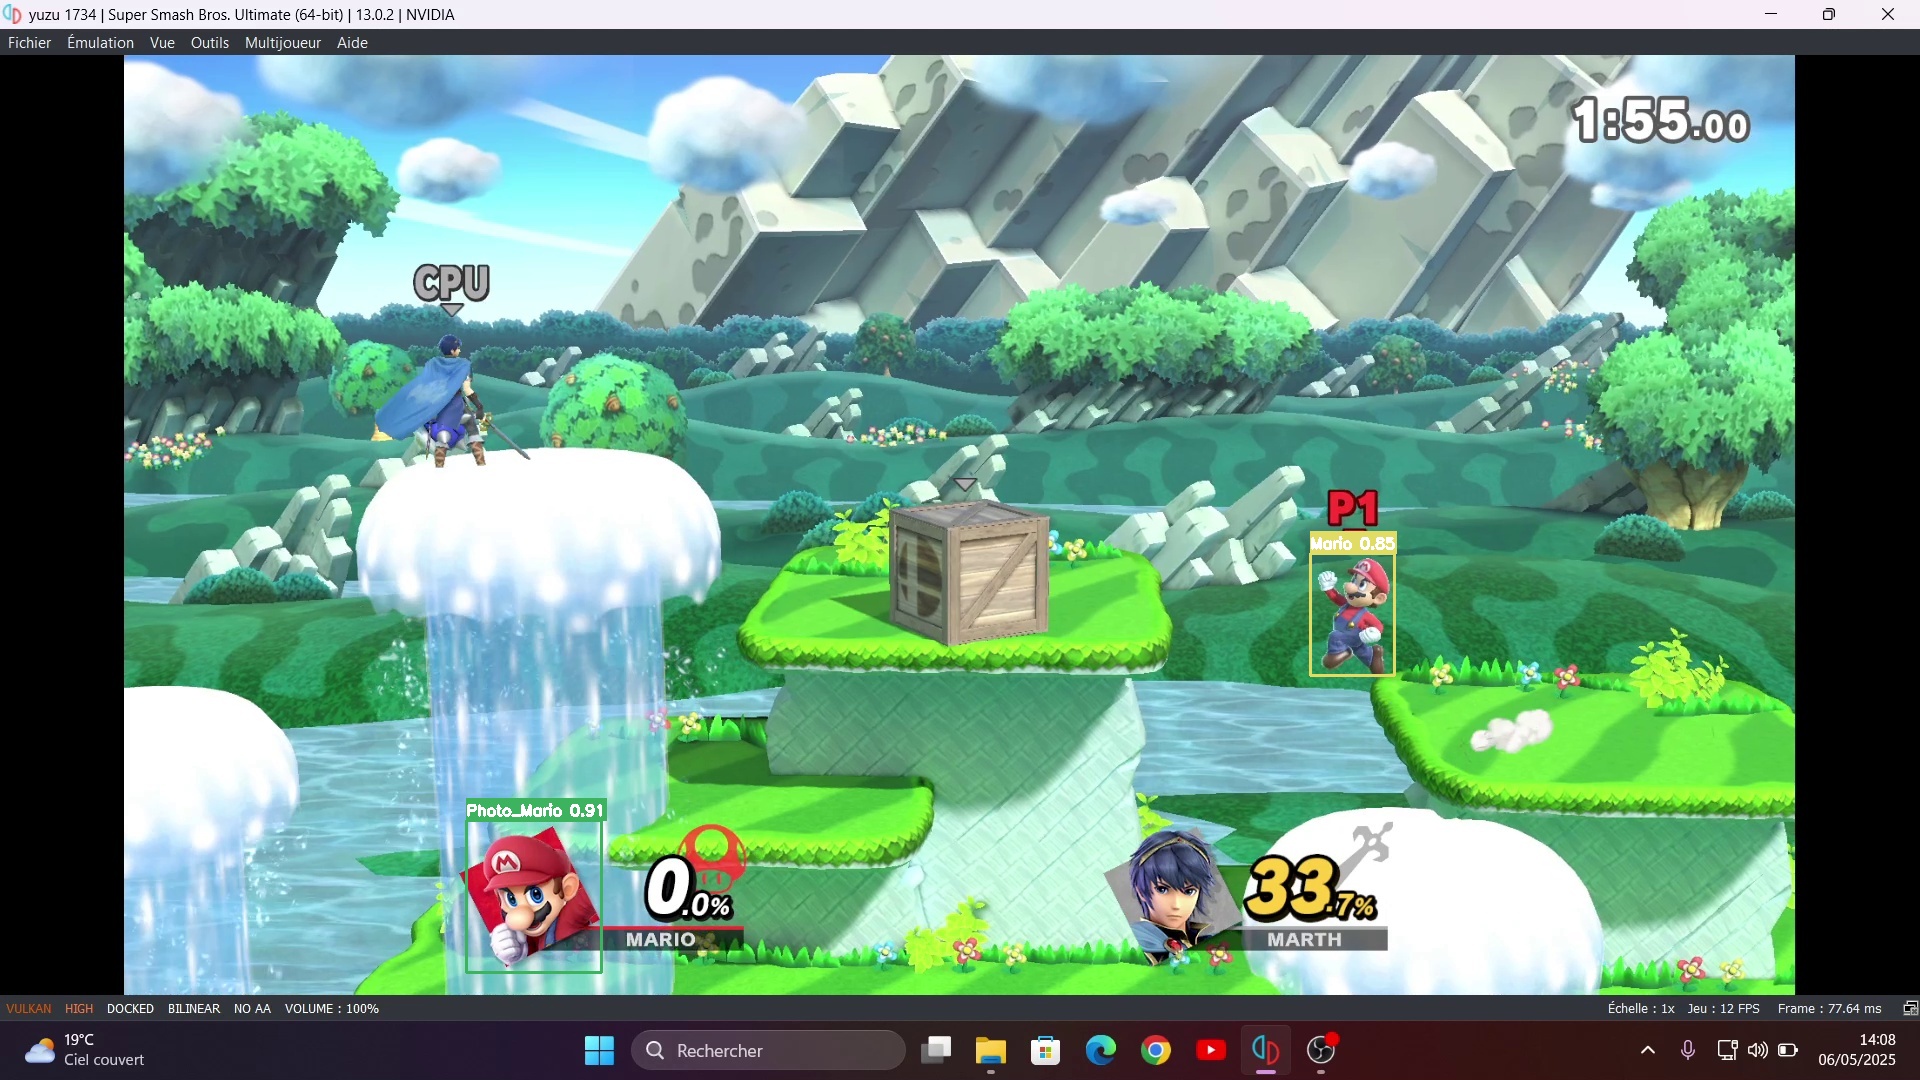 yuzu 1734 | Super Smash Bros. Ultimate (64-bit) | 13.0.2 | NVIDIA
Fichier Émulation Vue Outils Multijoueur Aide
1:55.00
CPU
P1
Mario 0.85
Photo_Mario 0.91
0.0%
MARIO
33.7%
MARTH
VULKAN HIGH DOCKED BILINEAR NO AA VOLUME : 100% Échelle : 1x Jeu : 12 FPS Frame : 77.64 ms
19°C
Ciel couvert
Rechercher
14:08
06/05/2025